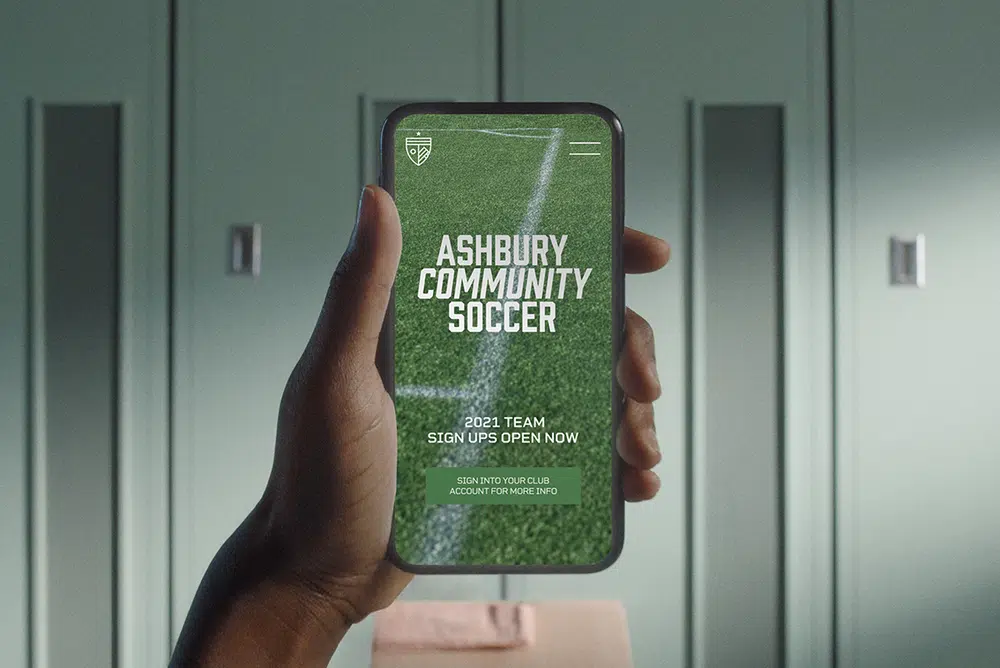 ASHBURY
COMMUNITY
SOCCER
2021 TEAM
SIGN UPS OPEN NOW
SIGN INTO YOUR CLUB
ACCOUNT FOR MORE INFO